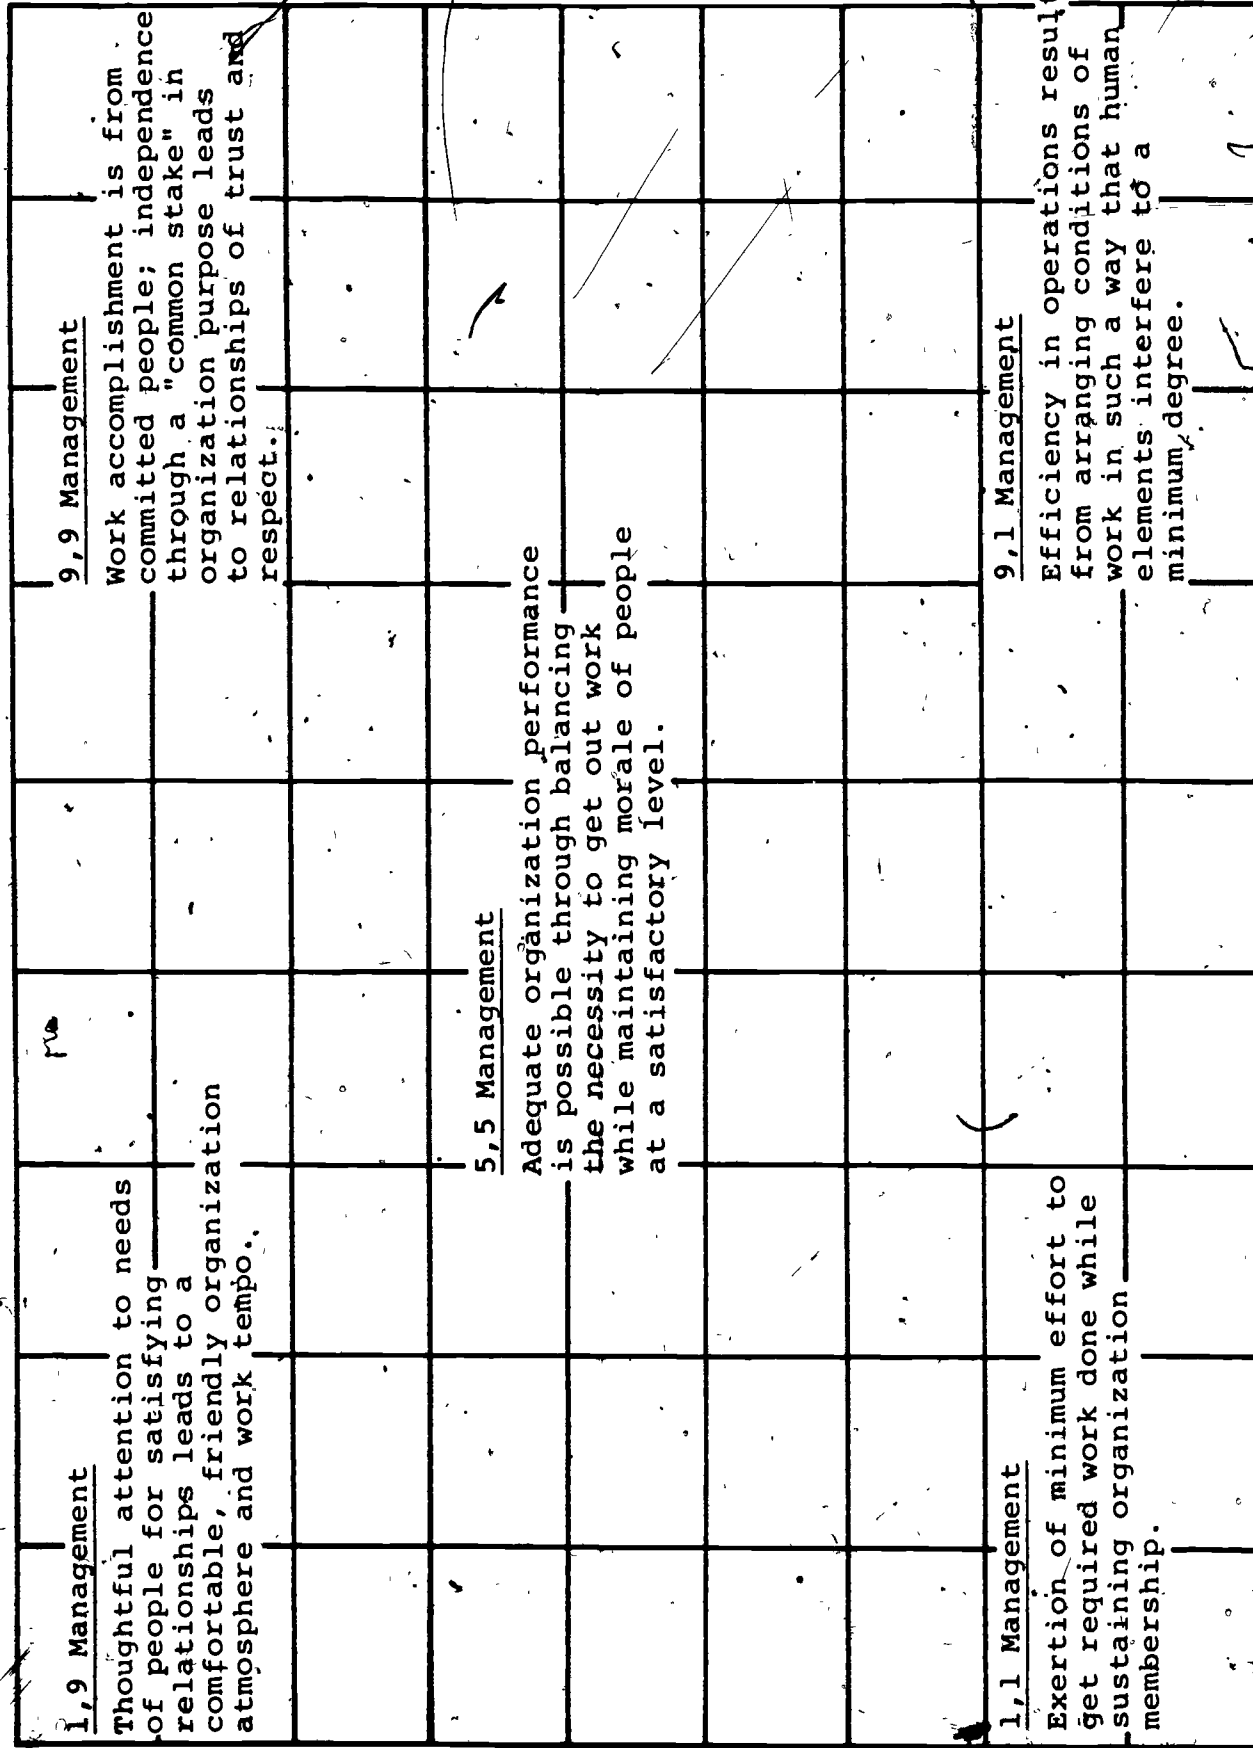 1,9 Management
Thoughtful attention to needs
of people for satisfying
relationships leads to a
comfortable, friendly organization
atmosphere and work tempo.
9,9 Management
Work accomplishment is from
committed people; independence
through a "common stake" in
organization purpose leads
to relationships of trust and
respect.
5,5 Management
Adequate organization performance
is possible through balancing
the necessity to get out work
while maintaining morale of people
at a satisfactory level.
1,1 Management
Exertion of minimum effort to
get required work done while
sustaining organization
membership.
9,1 Management
Efficiency in operations result
from arranging conditions of
work in such a way that human
elements interfere to a
minimum degree.